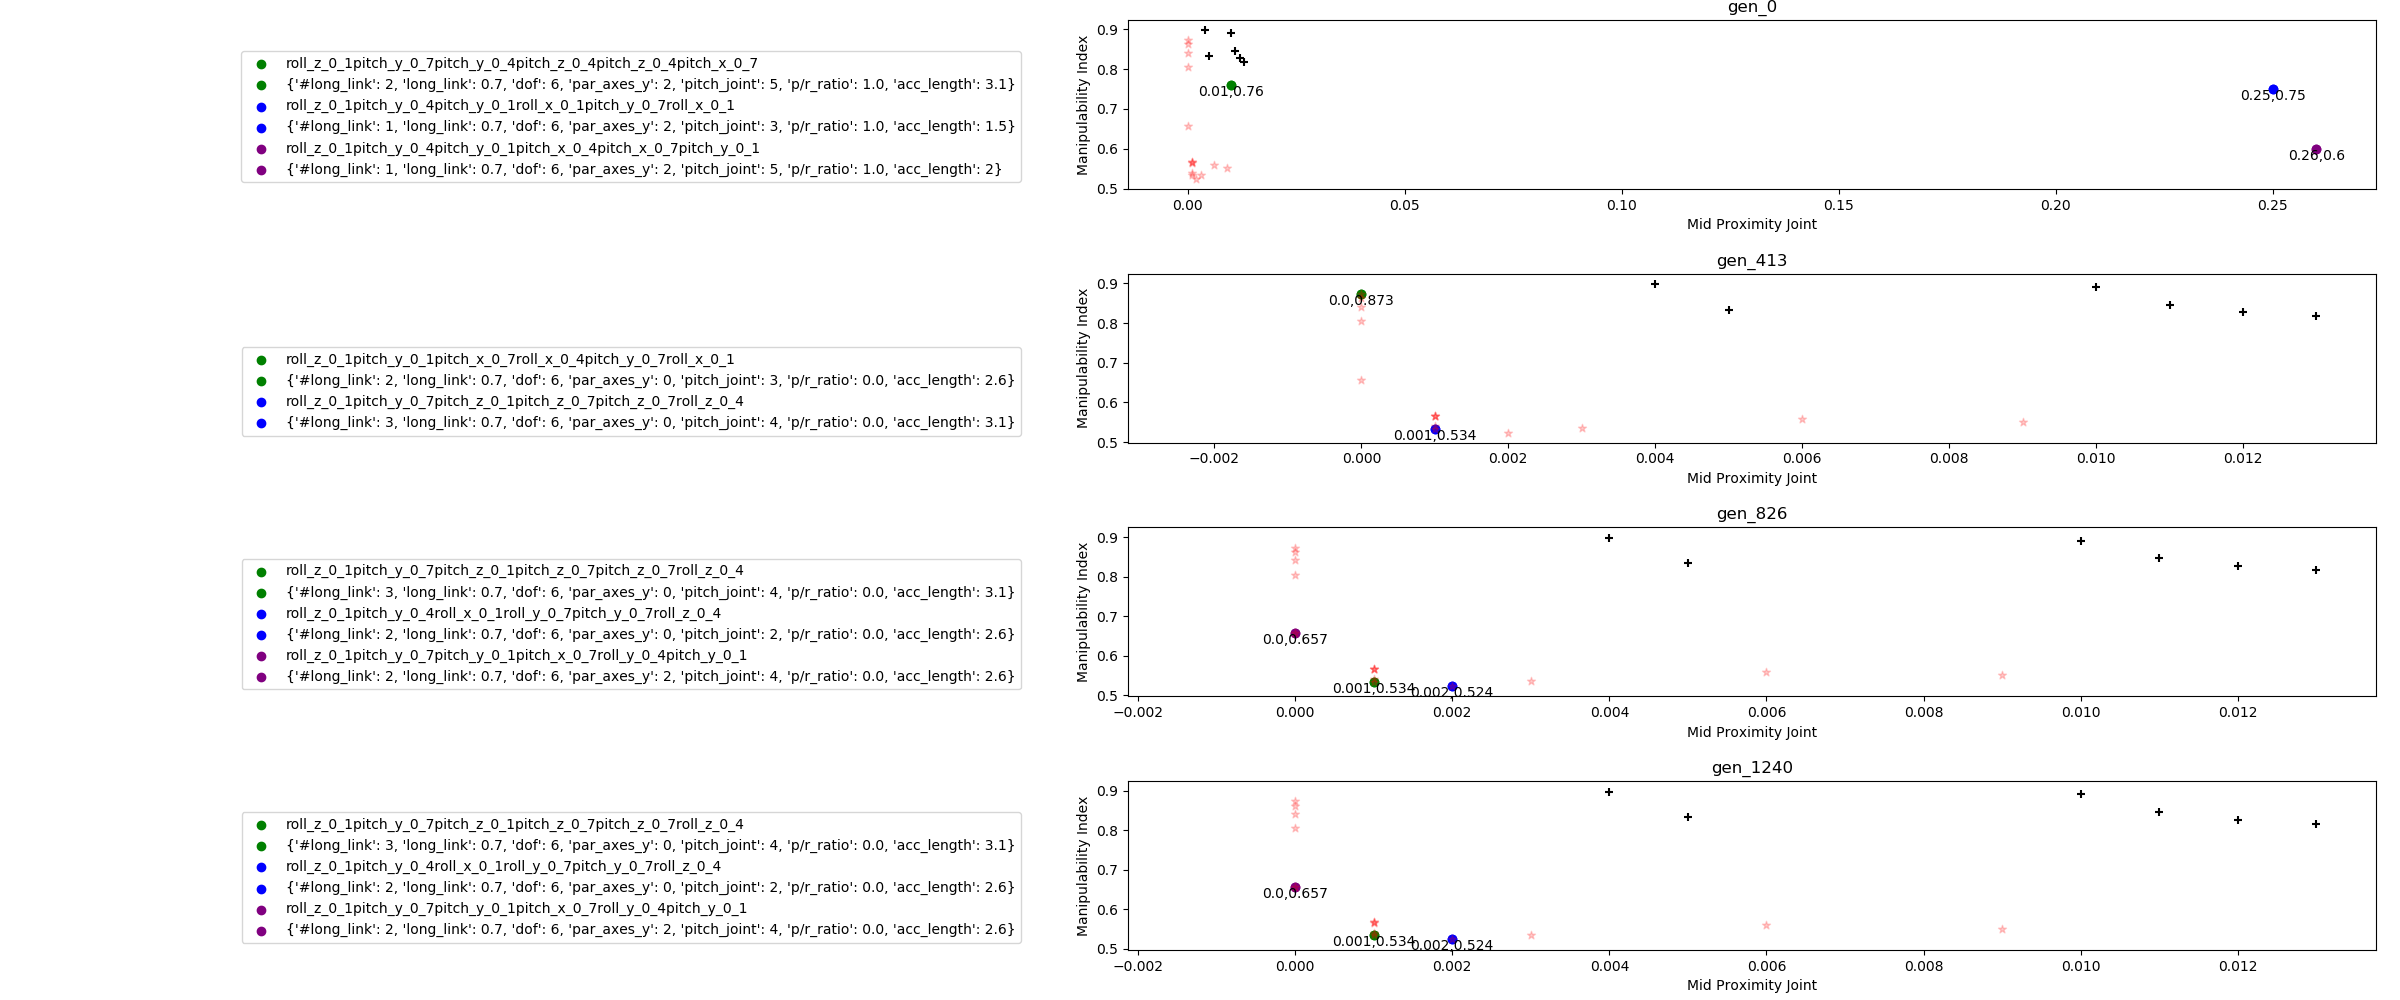 gen_0
roll_z_0_1pitch_y_0_7pitch_y_0_4pitch_z_0_4pitch_z_0_4pitch_x_0_7
{'#long_link': 2, 'long_link': 0.7, 'dof': 6, 'par_axes_y': 2, 'pitch_joint': 5, 'p/r_ratio': 1.0, 'acc_length': 3.1}
roll_z_0_1pitch_y_0_4pitch_y_0_1roll_x_0_1pitch_y_0_7roll_x_0_1
{'#long_link': 1, 'long_link': 0.7, 'dof': 6, 'par_axes_y': 2, 'pitch_joint': 3, 'p/r_ratio': 1.0, 'acc_length': 1.5}
roll_z_0_1pitch_y_0_4pitch_y_0_1pitch_x_0_4pitch_x_0_7pitch_y_0_1
{'#long_link': 1, 'long_link': 0.7, 'dof': 6, 'par_axes_y': 2, 'pitch_joint': 5, 'p/r_ratio': 1.0, 'acc_length': 2}
Manipulability Index
0.9
0.8
0.7
0.6
0.5
0.01,0.76
0.25,0.75
0.26,0.6
0.00 0.05 0.10 0.15 0.20 0.25
Mid Proximity Joint
gen_413
roll_z_0_1pitch_y_0_1pitch_x_0_7roll_x_0_4pitch_y_0_7roll_x_0_1
{'#long_link': 2, 'long_link': 0.7, 'dof': 6, 'par_axes_y': 0, 'pitch_joint': 3, 'p/r_ratio': 0.0, 'acc_length': 2.6}
roll_z_0_1pitch_y_0_7pitch_z_0_1pitch_z_0_7pitch_z_0_7roll_z_0_4
{'#long_link': 3, 'long_link': 0.7, 'dof': 6, 'par_axes_y': 0, 'pitch_joint': 4, 'p/r_ratio': 0.0, 'acc_length': 3.1}
Manipulability Index
0.9
0.8
0.7
0.6
0.5
0.0,0.873
0.001,0.534
−0.002 0.000 0.002 0.004 0.006 0.008 0.010 0.012
Mid Proximity Joint
gen_826
roll_z_0_1pitch_y_0_7pitch_z_0_1pitch_z_0_7pitch_z_0_7roll_z_0_4
{'#long_link': 3, 'long_link': 0.7, 'dof': 6, 'par_axes_y': 0, 'pitch_joint': 4, 'p/r_ratio': 0.0, 'acc_length': 3.1}
roll_z_0_1pitch_y_0_4roll_x_0_1roll_y_0_7pitch_y_0_7roll_z_0_4
{'#long_link': 2, 'long_link': 0.7, 'dof': 6, 'par_axes_y': 0, 'pitch_joint': 2, 'p/r_ratio': 0.0, 'acc_length': 2.6}
roll_z_0_1pitch_y_0_7pitch_y_0_1pitch_x_0_7roll_y_0_4pitch_y_0_1
{'#long_link': 2, 'long_link': 0.7, 'dof': 6, 'par_axes_y': 2, 'pitch_joint': 4, 'p/r_ratio': 0.0, 'acc_length': 2.6}
Manipulability Index
0.9
0.8
0.7
0.6
0.5
0.0,0.657
0.001,0.534
0.002,0.524
−0.002 0.000 0.002 0.004 0.006 0.008 0.010 0.012
Mid Proximity Joint
gen_1240
roll_z_0_1pitch_y_0_7pitch_z_0_1pitch_z_0_7pitch_z_0_7roll_z_0_4
{'#long_link': 3, 'long_link': 0.7, 'dof': 6, 'par_axes_y': 0, 'pitch_joint': 4, 'p/r_ratio': 0.0, 'acc_length': 3.1}
roll_z_0_1pitch_y_0_4roll_x_0_1roll_y_0_7pitch_y_0_7roll_z_0_4
{'#long_link': 2, 'long_link': 0.7, 'dof': 6, 'par_axes_y': 0, 'pitch_joint': 2, 'p/r_ratio': 0.0, 'acc_length': 2.6}
roll_z_0_1pitch_y_0_7pitch_y_0_1pitch_x_0_7roll_y_0_4pitch_y_0_1
{'#long_link': 2, 'long_link': 0.7, 'dof': 6, 'par_axes_y': 2, 'pitch_joint': 4, 'p/r_ratio': 0.0, 'acc_length': 2.6}
Manipulability Index
0.9
0.8
0.7
0.6
0.5
0.0,0.657
0.001,0.534
0.002,0.524
−0.002 0.000 0.002 0.004 0.006 0.008 0.010 0.012
Mid Proximity Joint